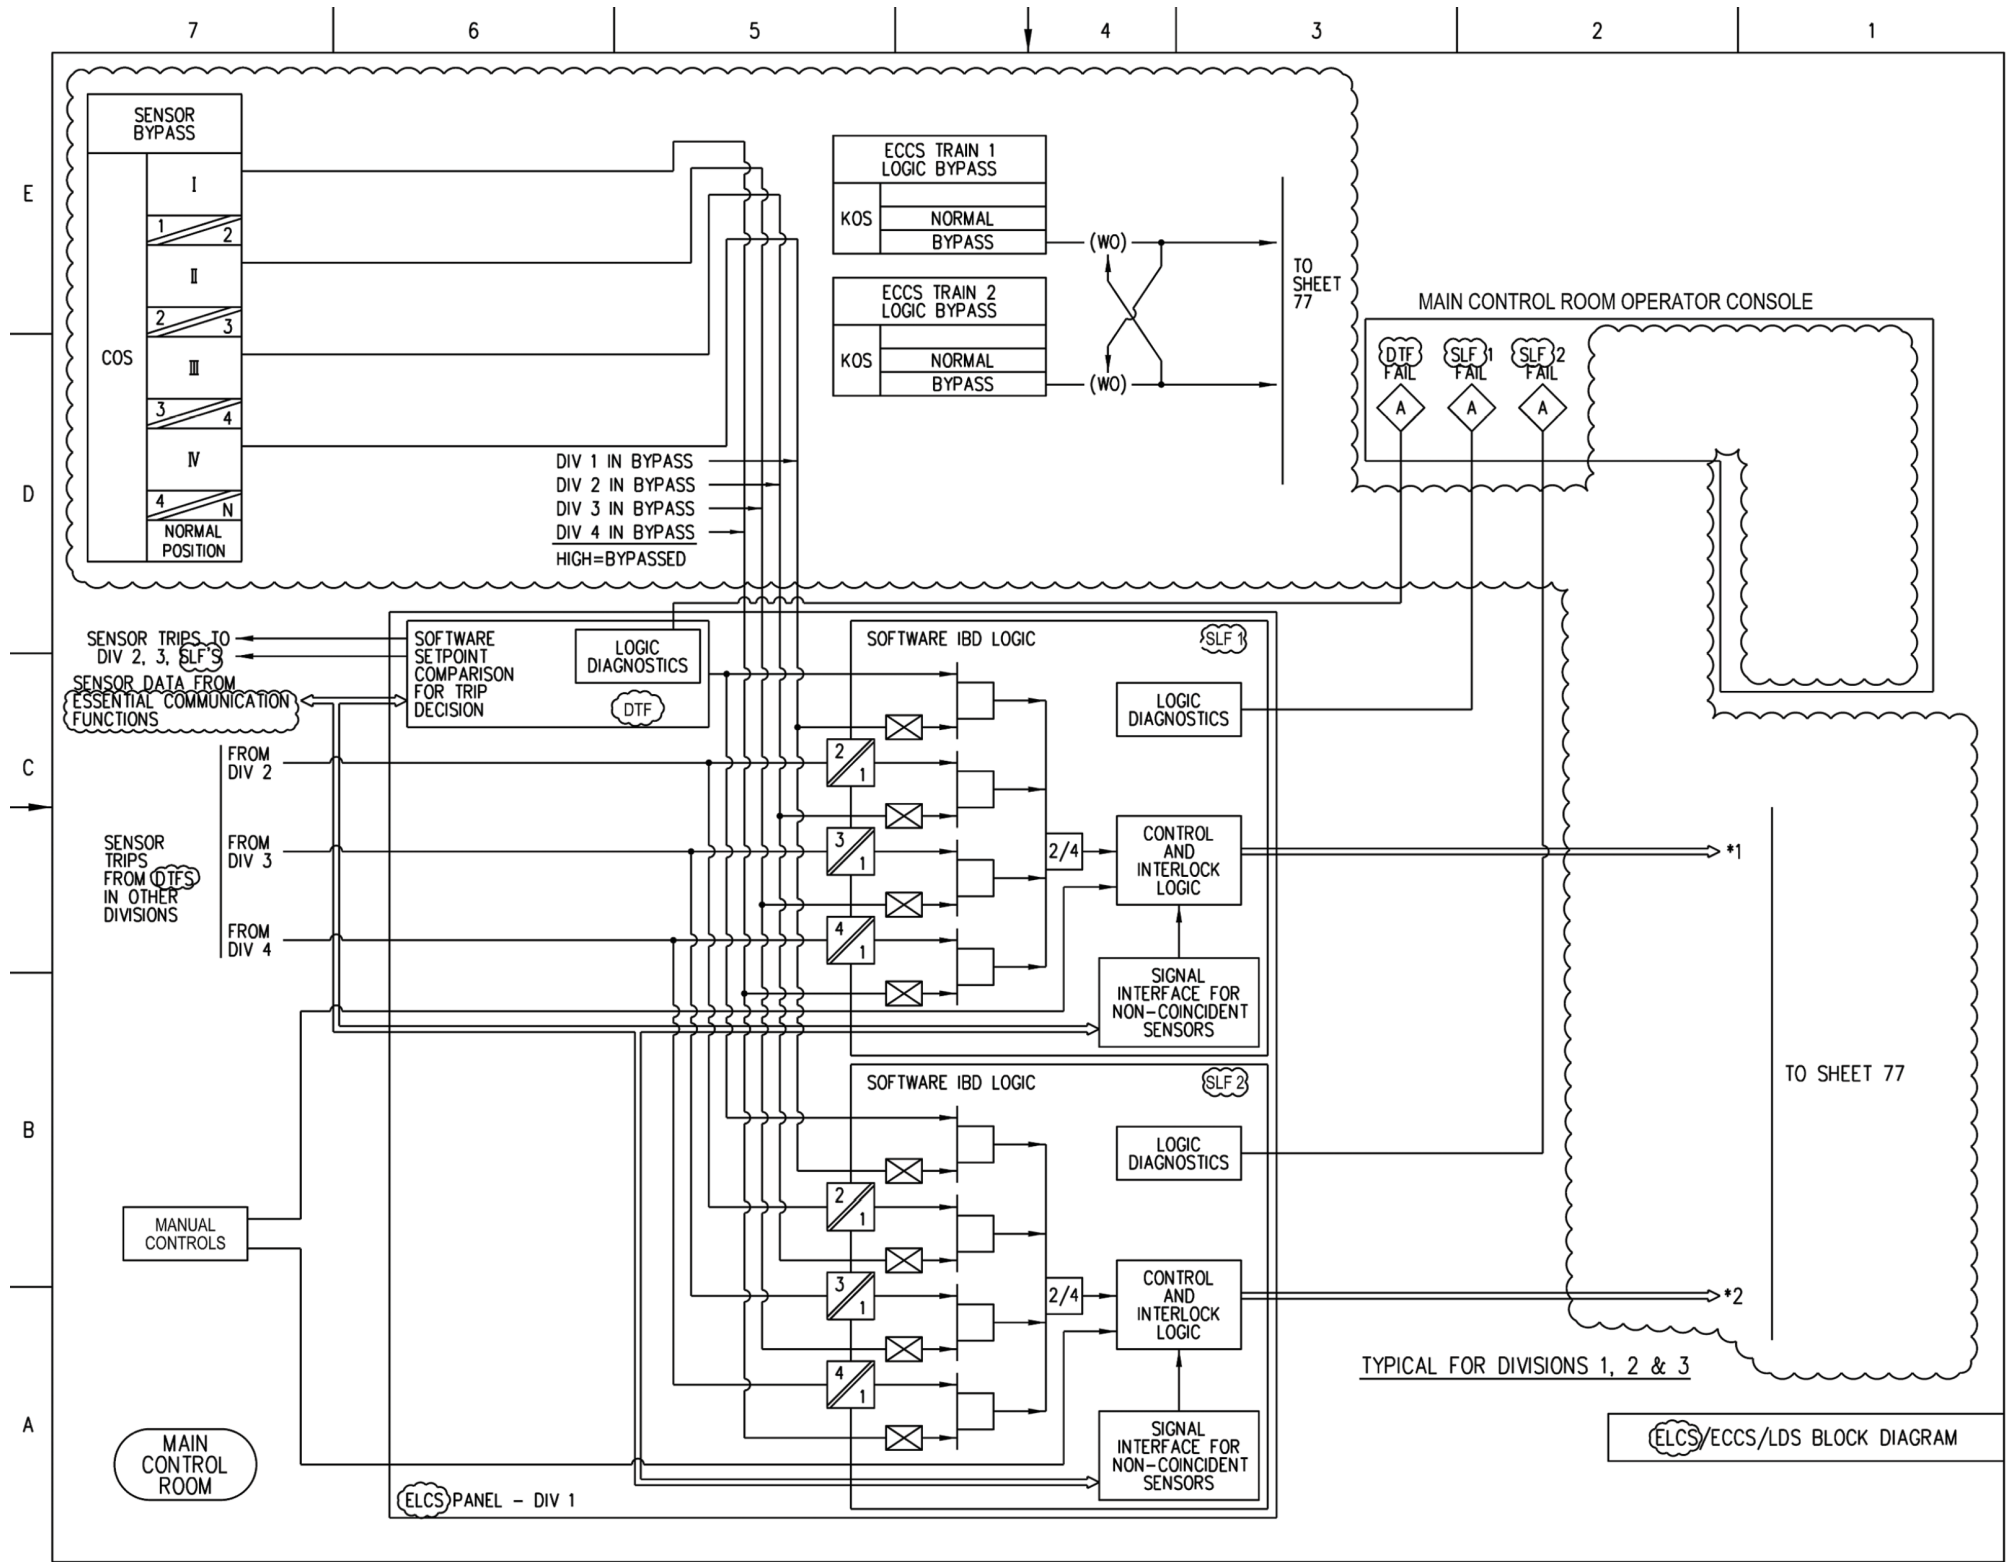 7
6
5
4
3
2
1
E
D
C
B
A
SENSOR
BYPASS
COS
I
1
2
II
2
3
III
3
4
IV
4
N
NORMAL
POSITION
ECCS TRAIN 1
LOGIC BYPASS
KOS
NORMAL
BYPASS
(WO)
ECCS TRAIN 2
LOGIC BYPASS
KOS
NORMAL
BYPASS
(WO)
TO
SHEET
77
DIV 1 IN BYPASS
DIV 2 IN BYPASS
DIV 3 IN BYPASS
DIV 4 IN BYPASS
HIGH=BYPASSED
MAIN CONTROL ROOM OPERATOR CONSOLE
DTF
FAIL
A
SLF 1
FAIL
A
SLF 2
FAIL
A
SENSOR TRIPS TO
DIV 2, 3, SLF'S
SENSOR DATA FROM
ESSENTIAL COMMUNICATION
FUNCTIONS
SOFTWARE
SETPOINT
COMPARISON
FOR TRIP
DECISION
LOGIC
DIAGNOSTICS
DTF
SENSOR
TRIPS
FROM DTFS
IN OTHER
DIVISIONS
FROM
DIV 2
FROM
DIV 3
FROM
DIV 4
SOFTWARE IBD LOGIC
SLF 1
LOGIC
DIAGNOSTICS
2
1
3
1
4
1
2/4
CONTROL
AND
INTERLOCK
LOGIC
*1
SIGNAL
INTERFACE FOR
NON-COINCIDENT
SENSORS
SOFTWARE IBD LOGIC
SLF 2
LOGIC
DIAGNOSTICS
2
1
3
1
4
1
2/4
CONTROL
AND
INTERLOCK
LOGIC
*2
SIGNAL
INTERFACE FOR
NON-COINCIDENT
SENSORS
TO SHEET 77
MANUAL
CONTROLS
MAIN
CONTROL
ROOM
ELCS PANEL - DIV 1
TYPICAL FOR DIVISIONS 1, 2 & 3
ELCS/ECCS/LDS BLOCK DIAGRAM